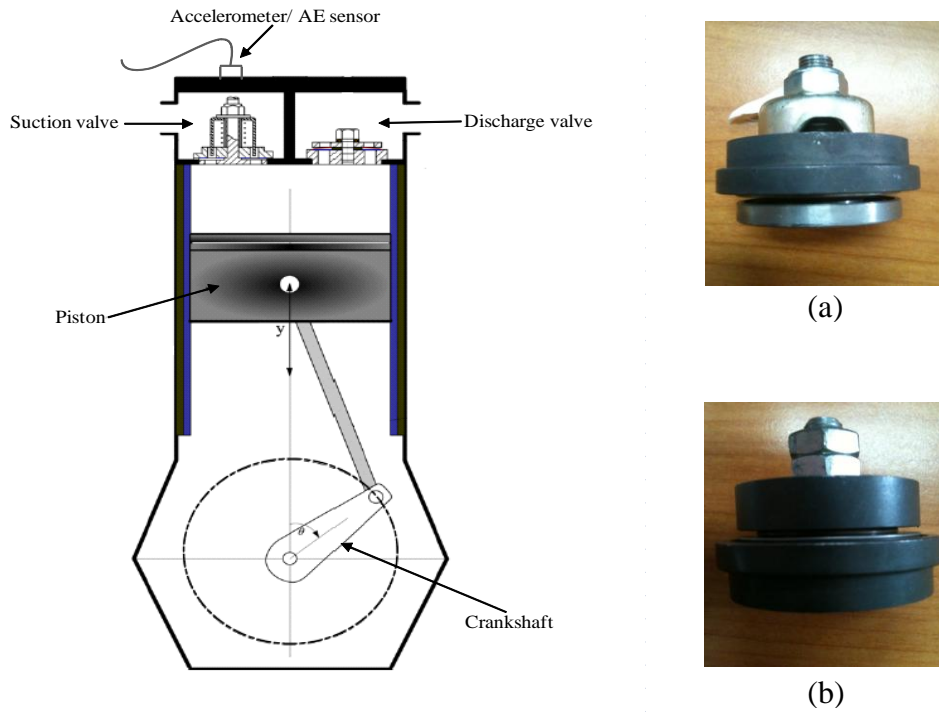 Accelerometer/ AE sensor
Suction valve
Discharge valve
Piston
y
θ
Crankshaft
(a)
(b)